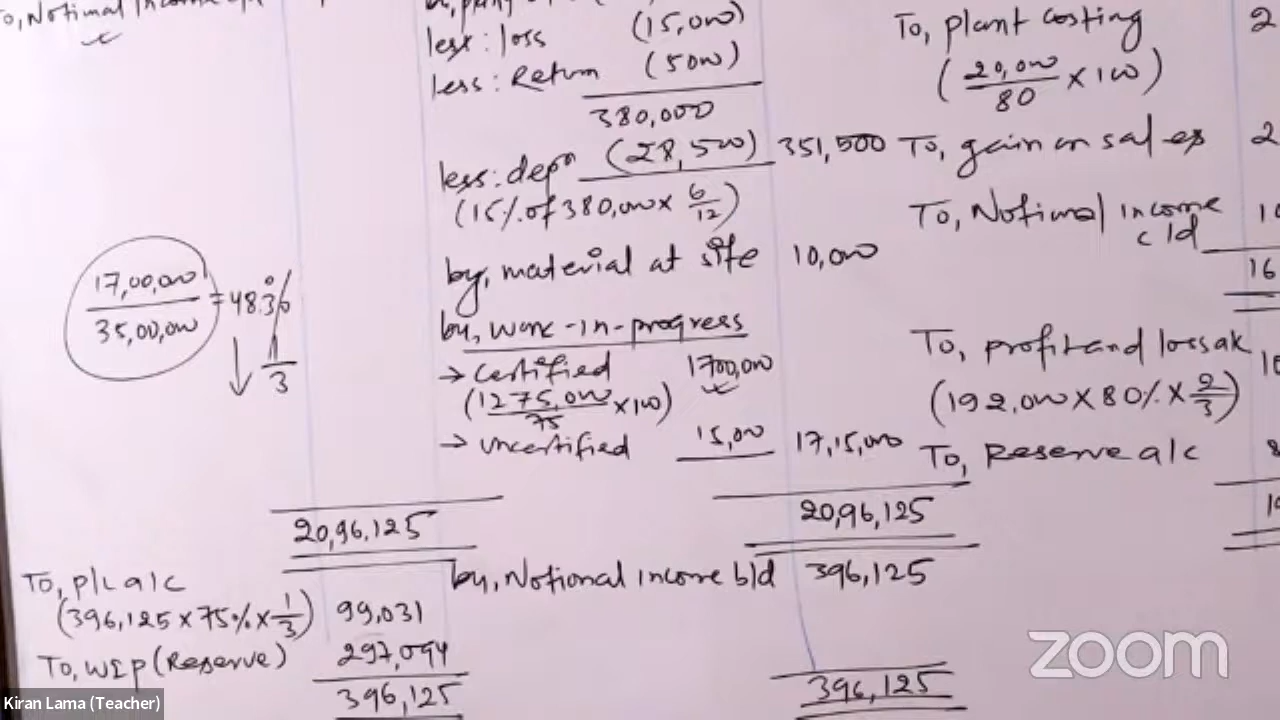 To, Notional Income c/d
less: loss (15,000)
less: Return (5000)
380,000
less: depn (28,500) 351,500
(15% of 380,000 × 6/12)
by, material at site 10,000
by, work-in-progress
→ certified 1700,000
(1275,000/75 × 100)
→ uncertified 15,000 17,15,000
20,96,125 20,96,125
17,00,000/35,00,000 = 48.%
↓ 1/3
To, P/L a/c
(396,125 × 75% × 1/3) 99,031
To, WIP (Reserve) 297,094
396,125
by, Notional income b/d 396,125
396,125
To, plant costing 2
(20,000/80 × 100)
To, gain on sales 2
To, Notional income
c/d
16
To, profit and loss a/c
(192,000 × 80% × 2/3)
To, Reserve a/c
zoom
Kiran Lama (Teacher)